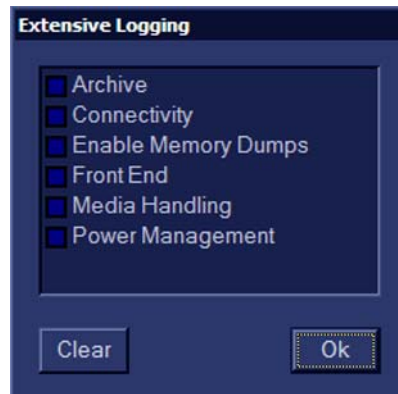 Extensive Logging
Archive
Connectivity
Enable Memory Dumps
Front End
Media Handling
Power Management
Clear
Ok